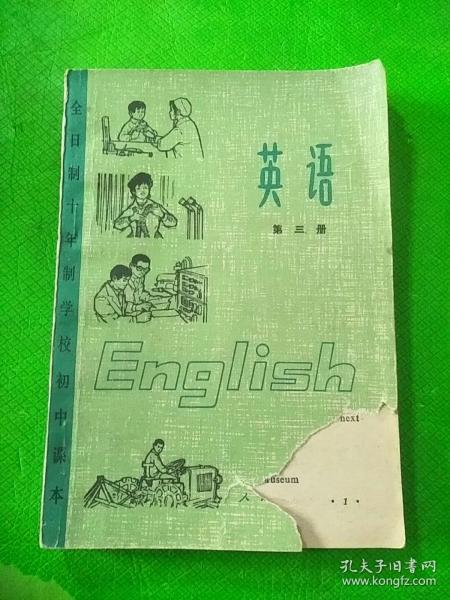 全日制十年制学校初中课本
英语
第三册
English
next
useum
人
·1·
孔夫子旧书网
www.kongfz.com